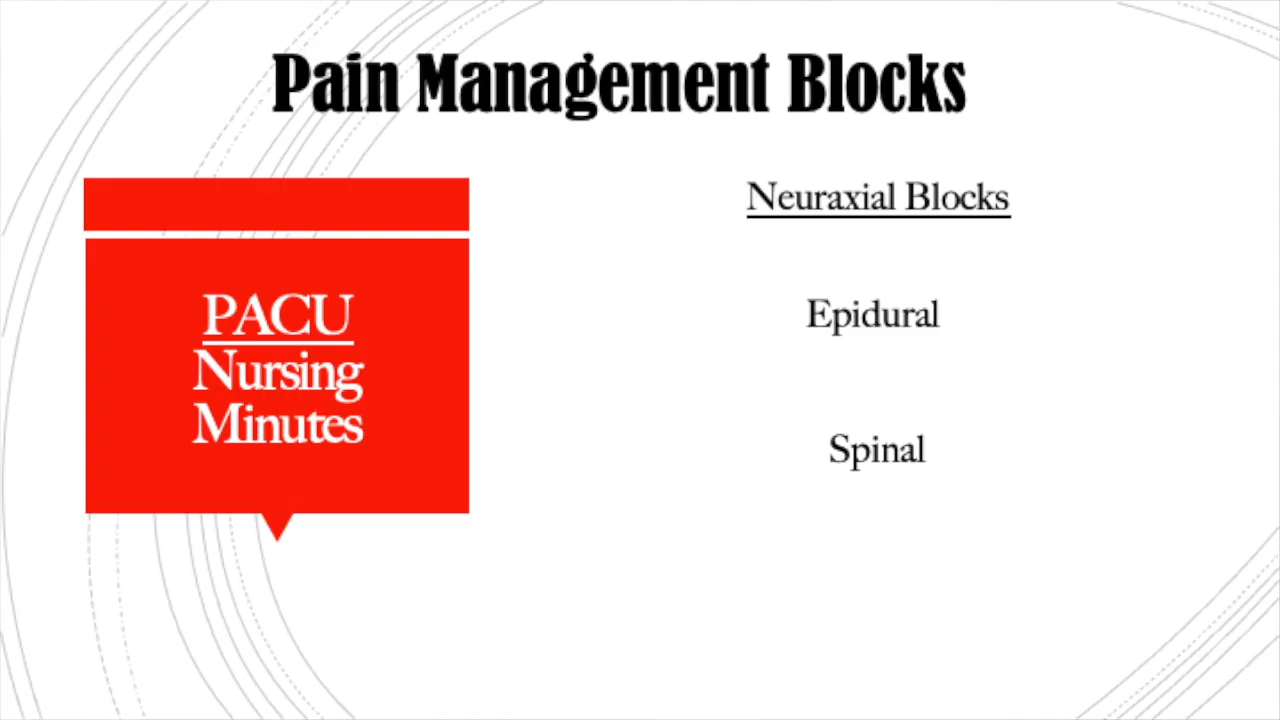 Pain Management Blocks
PACU
Nursing
Minutes
Neuraxial Blocks
Epidural
Spinal